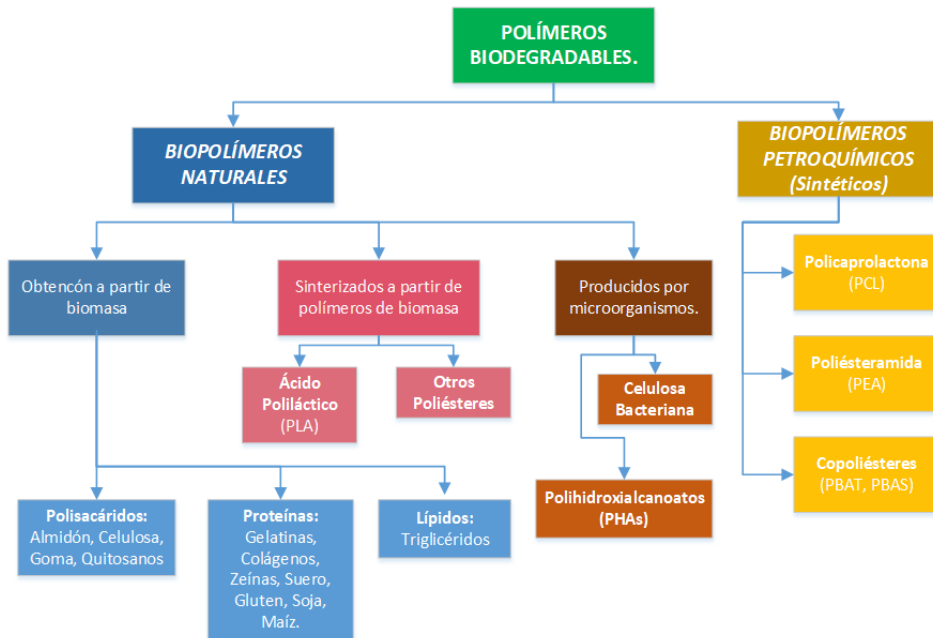 POLÍMEROS
BIODEGRADABLES.
BIOPOLÍMEROS
NATURALES
BIOPOLÍMEROS
PETROQUÍMICOS
(Sintéticos)
Obtencón a partir de
biomasa
Sinterizados a partir de
polímeros de biomasa
Producidos por
microorganismos.
Policaprolactona
(PCL)
Ácido
Poliláctico
(PLA)
Otros
Poliésteres
Celulosa
Bacteriana
Poliésteramida
(PEA)
Polisacáridos:
Almidón, Celulosa,
Goma, Quitosanos
Proteínas:
Gelatinas,
Colágenos,
Zeínas, Suero,
Gluten, Soja,
Maíz.
Lípidos:
Triglicéridos
Polihidroxialcanoatos
(PHAs)
Copoliésteres
(PBAT, PBAS)